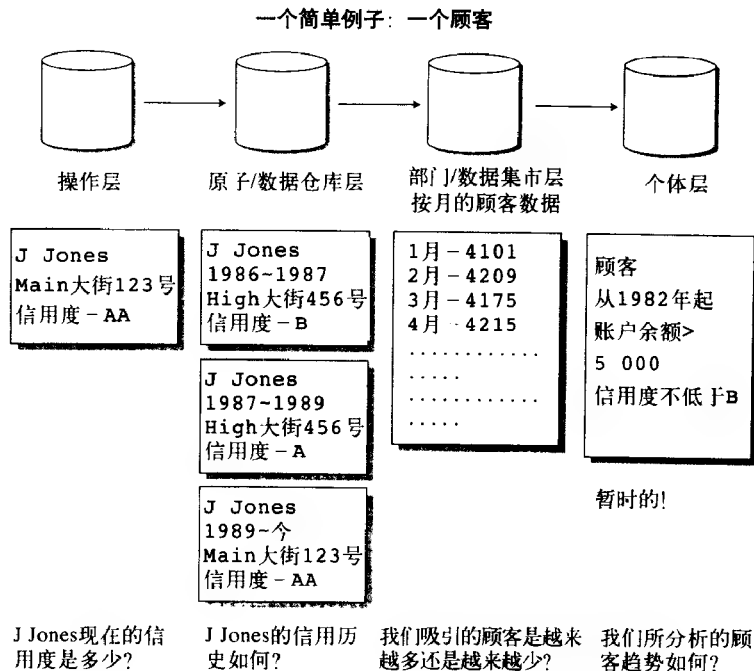 一个简单例子：一个顾客
操作层
原子/数据仓库层
部门/数据集市层
按月的顾客数据
个体层
J Jones
Main大街123号
信用度－AA
J Jones
1986~1987
High大街456号
信用度－B
J Jones
1987~1989
High大街456号
信用度－A
J Jones
1989~今
Main大街123号
信用度－AA
1月－4101
2月－4209
3月－4175
4月－4215
............
.....
............
.....
顾客
从1982年起
账户余额>
5 000
信用度不低于B
暂时的!
J Jones现在的信
用度是多少?
J Jones的信用历
史如何?
我们吸引的顾客是越来
越多还是越来越少?
我们所分析的顾
客趋势如何?